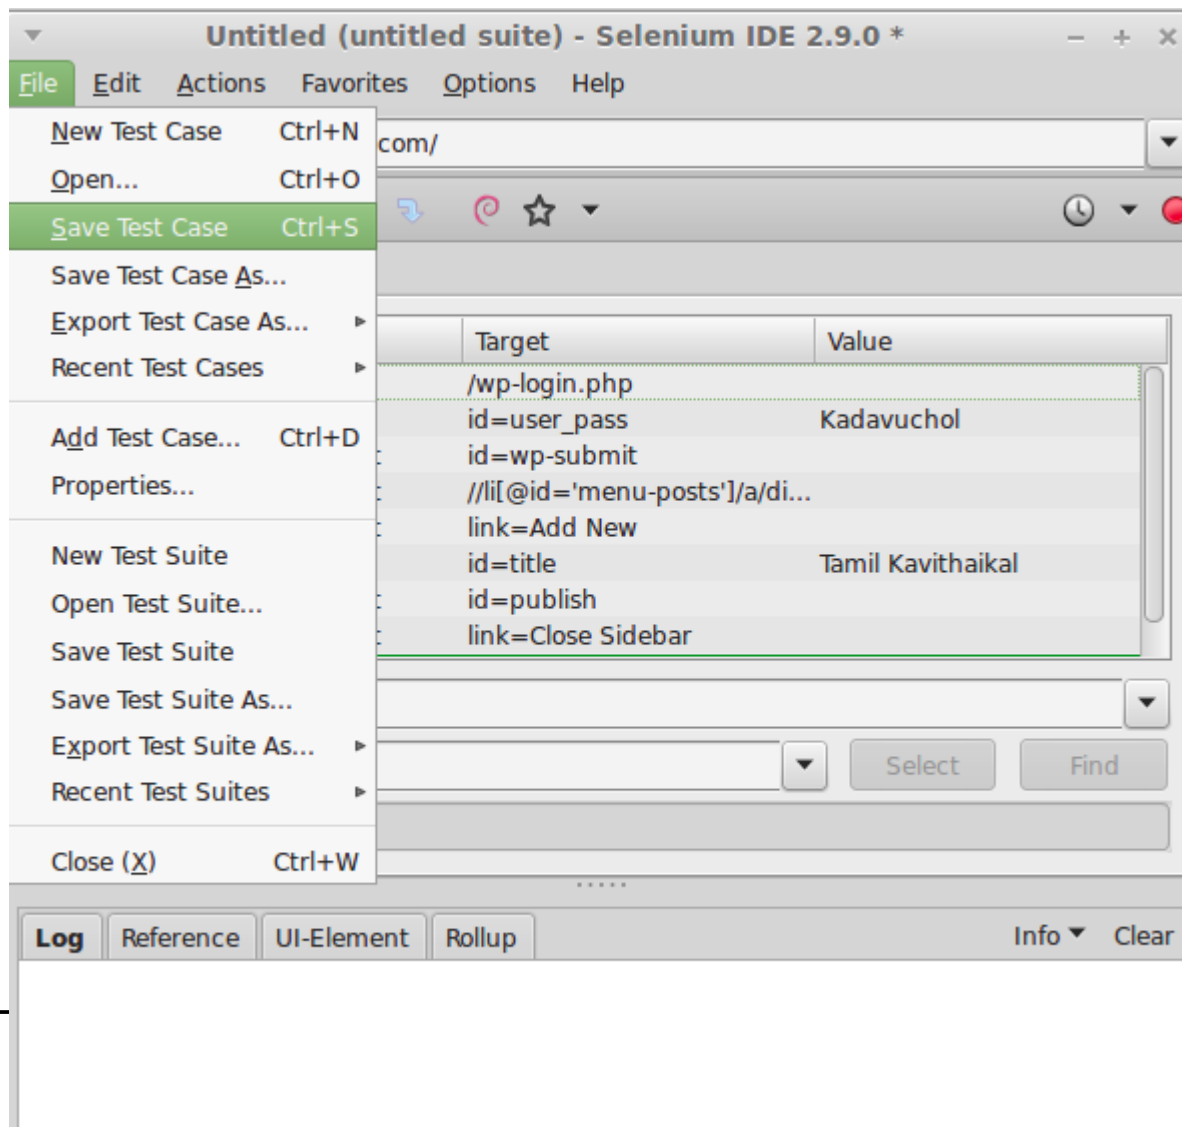 Untitled (untitled suite) - Selenium IDE 2.9.0 *
File Edit Actions Favorites Options Help
New Test Case Ctrl+N
com/
Open... Ctrl+O
Save Test Case Ctrl+S
Save Test Case As...
Export Test Case As...
Recent Test Cases
Add Test Case... Ctrl+D
Properties...
New Test Suite
Open Test Suite...
Save Test Suite
Save Test Suite As...
Export Test Suite As...
Recent Test Suites
Close (X) Ctrl+W
Target Value
/wp-login.php
id=user_pass Kadavuchol
id=wp-submit
//li[@id='menu-posts']/a/di...
link=Add New
id=title Tamil Kavithaikal
id=publish
link=Close Sidebar
Select Find
Log Reference UI-Element Rollup Info Clear